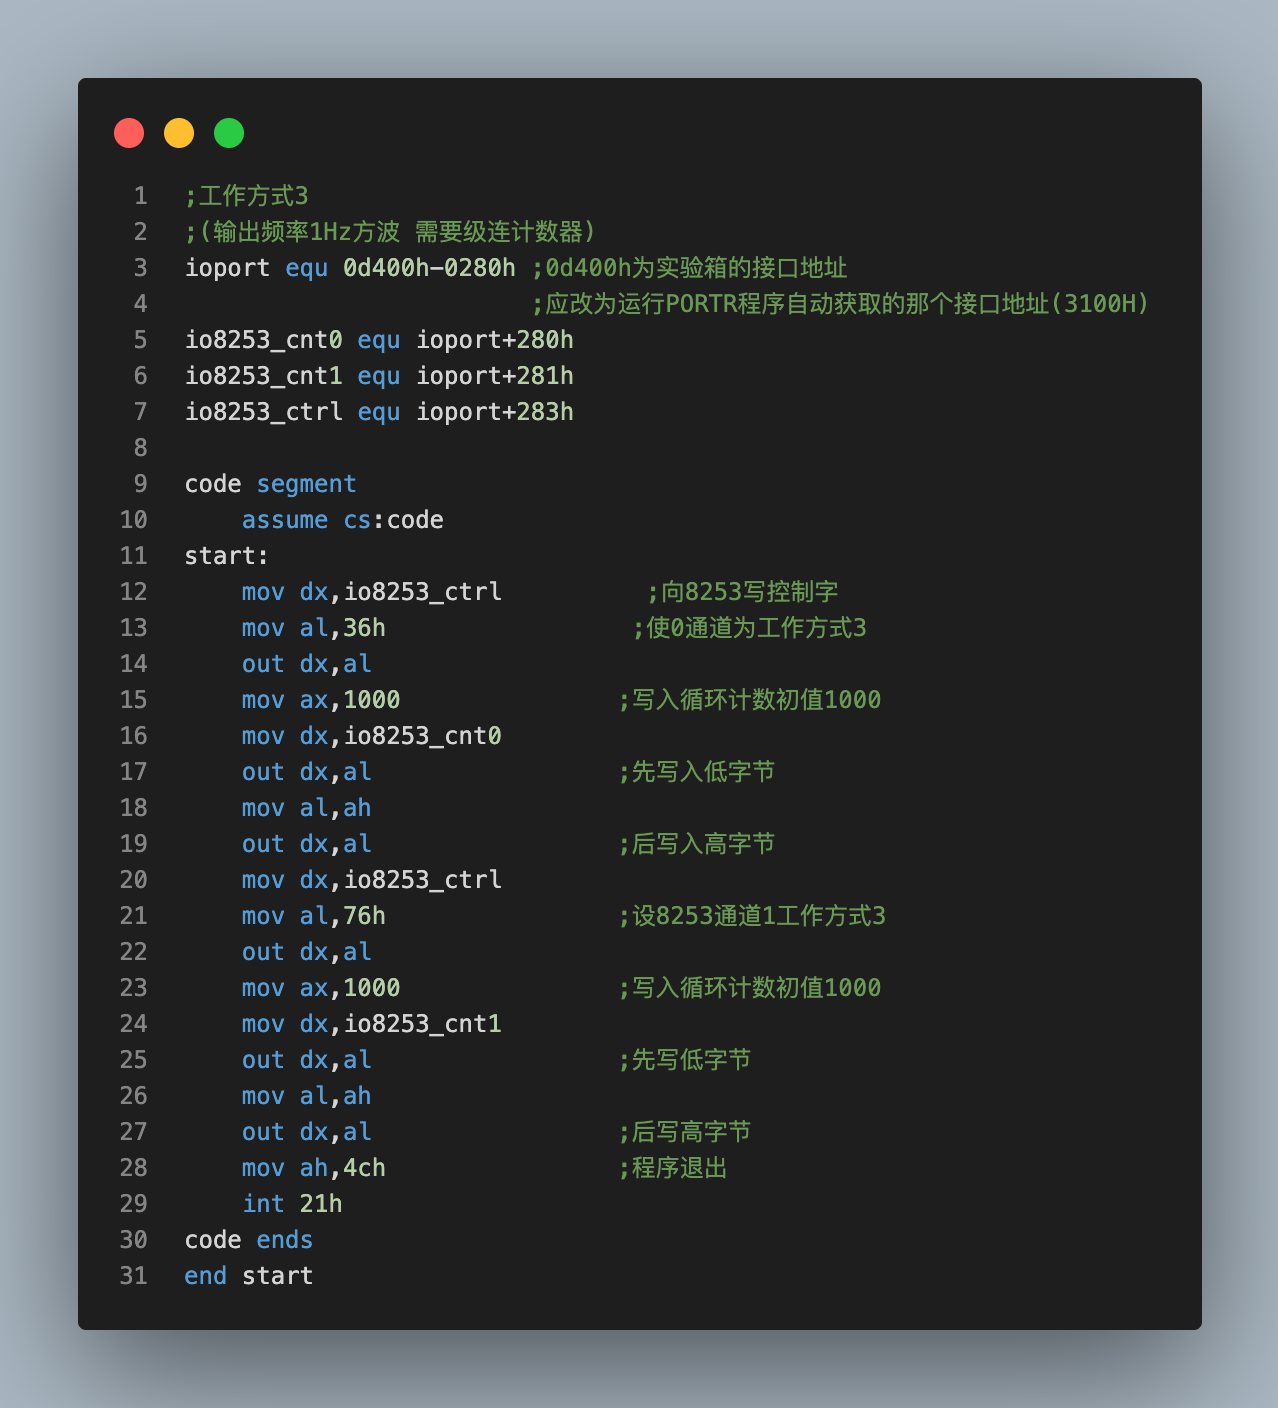 1 ;工作方式3
2 ;(输出频率1Hz方波 需要级连计数器)
3 ioport equ 0d400h-0280h ;0d400h为实验箱的接口地址
4 ;应改为运行PORTR程序自动获取的那个接口地址(3100H)
5 io8253_cnt0 equ ioport+280h
6 io8253_cnt1 equ ioport+281h
7 io8253_ctrl equ ioport+283h
8
9 code segment
10 assume cs:code
11 start:
12 mov dx,io8253_ctrl ;向8253写控制字
13 mov al,36h ;使0通道为工作方式3
14 out dx,al
15 mov ax,1000 ;写入循环计数初值1000
16 mov dx,io8253_cnt0
17 out dx,al ;先写入低字节
18 mov al,ah
19 out dx,al ;后写入高字节
20 mov dx,io8253_ctrl
21 mov al,76h ;设8253通道1工作方式3
22 out dx,al
23 mov ax,1000 ;写入循环计数初值1000
24 mov dx,io8253_cnt1
25 out dx,al ;先写低字节
26 mov al,ah
27 out dx,al ;后写高字节
28 mov ah,4ch ;程序退出
29 int 21h
30 code ends
31 end start